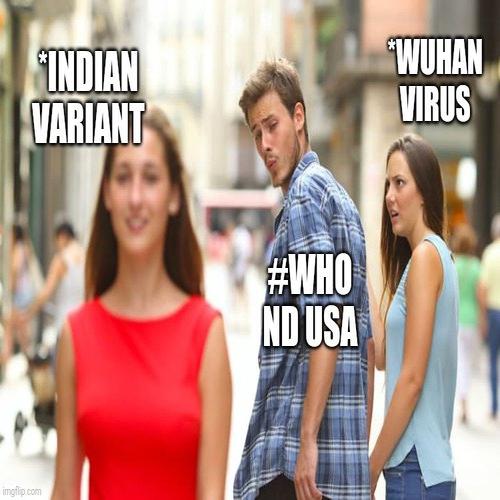 *INDIAN
VARIANT
*WUHAN
VIRUS
#WHO
ND USA
imgflip.com